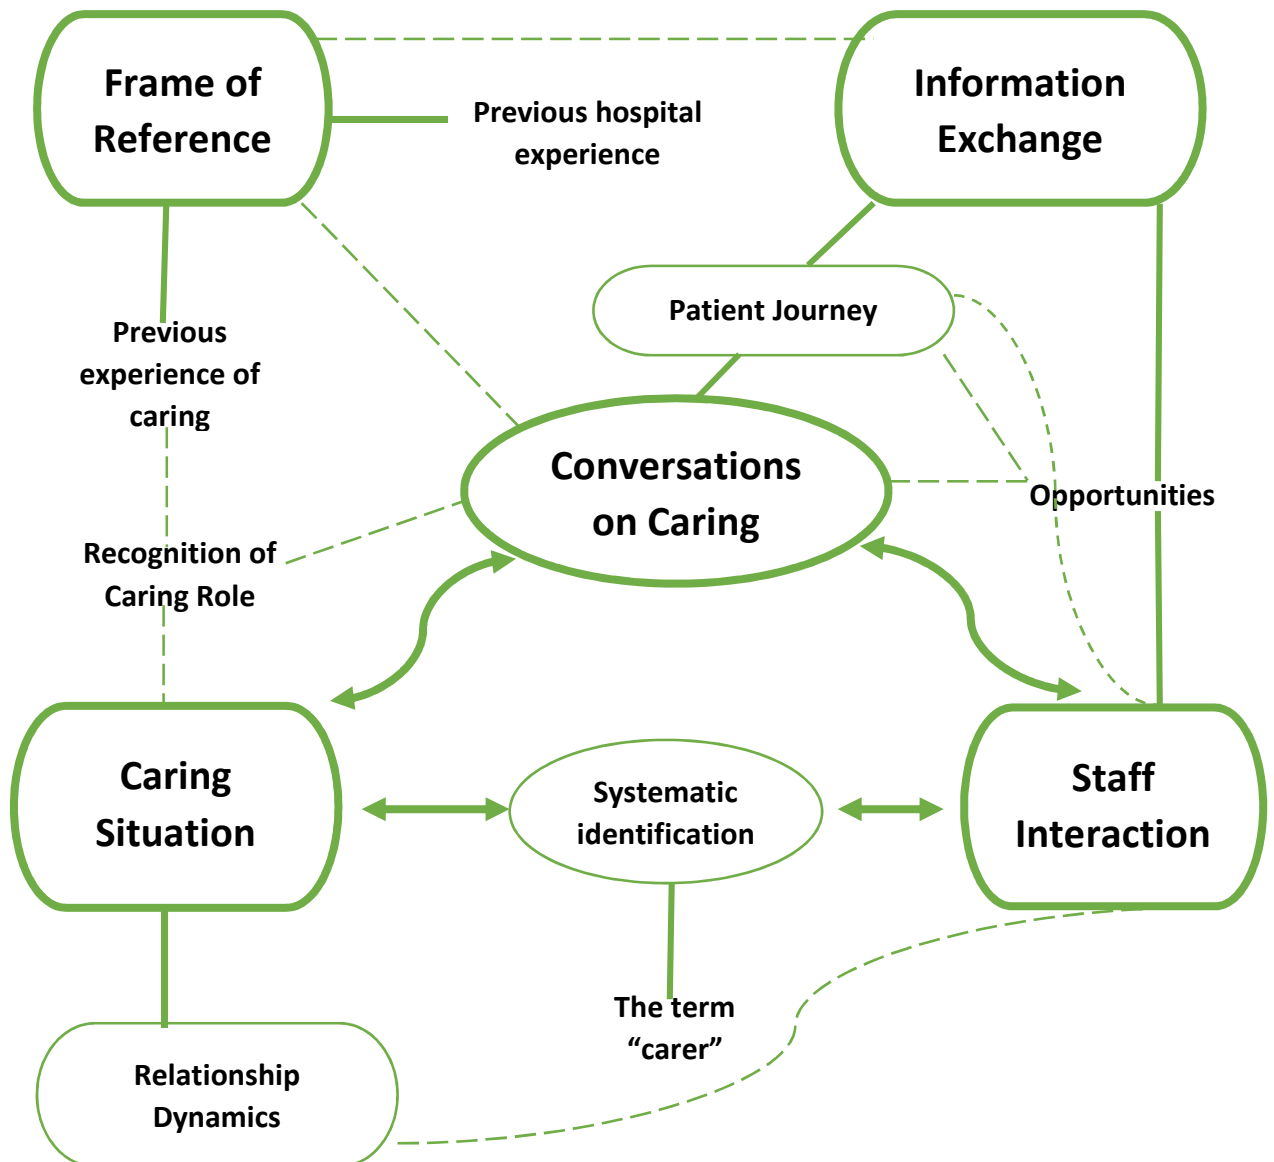 Frame of
Reference
Information
Exchange
Previous hospital
experience
Patient Journey
Previous
experience of
caring
Conversations
on Caring
Opportunities
Recognition of
Caring Role
Caring
Situation
Systematic
identification
Staff
Interaction
The term
“carer”
Relationship
Dynamics